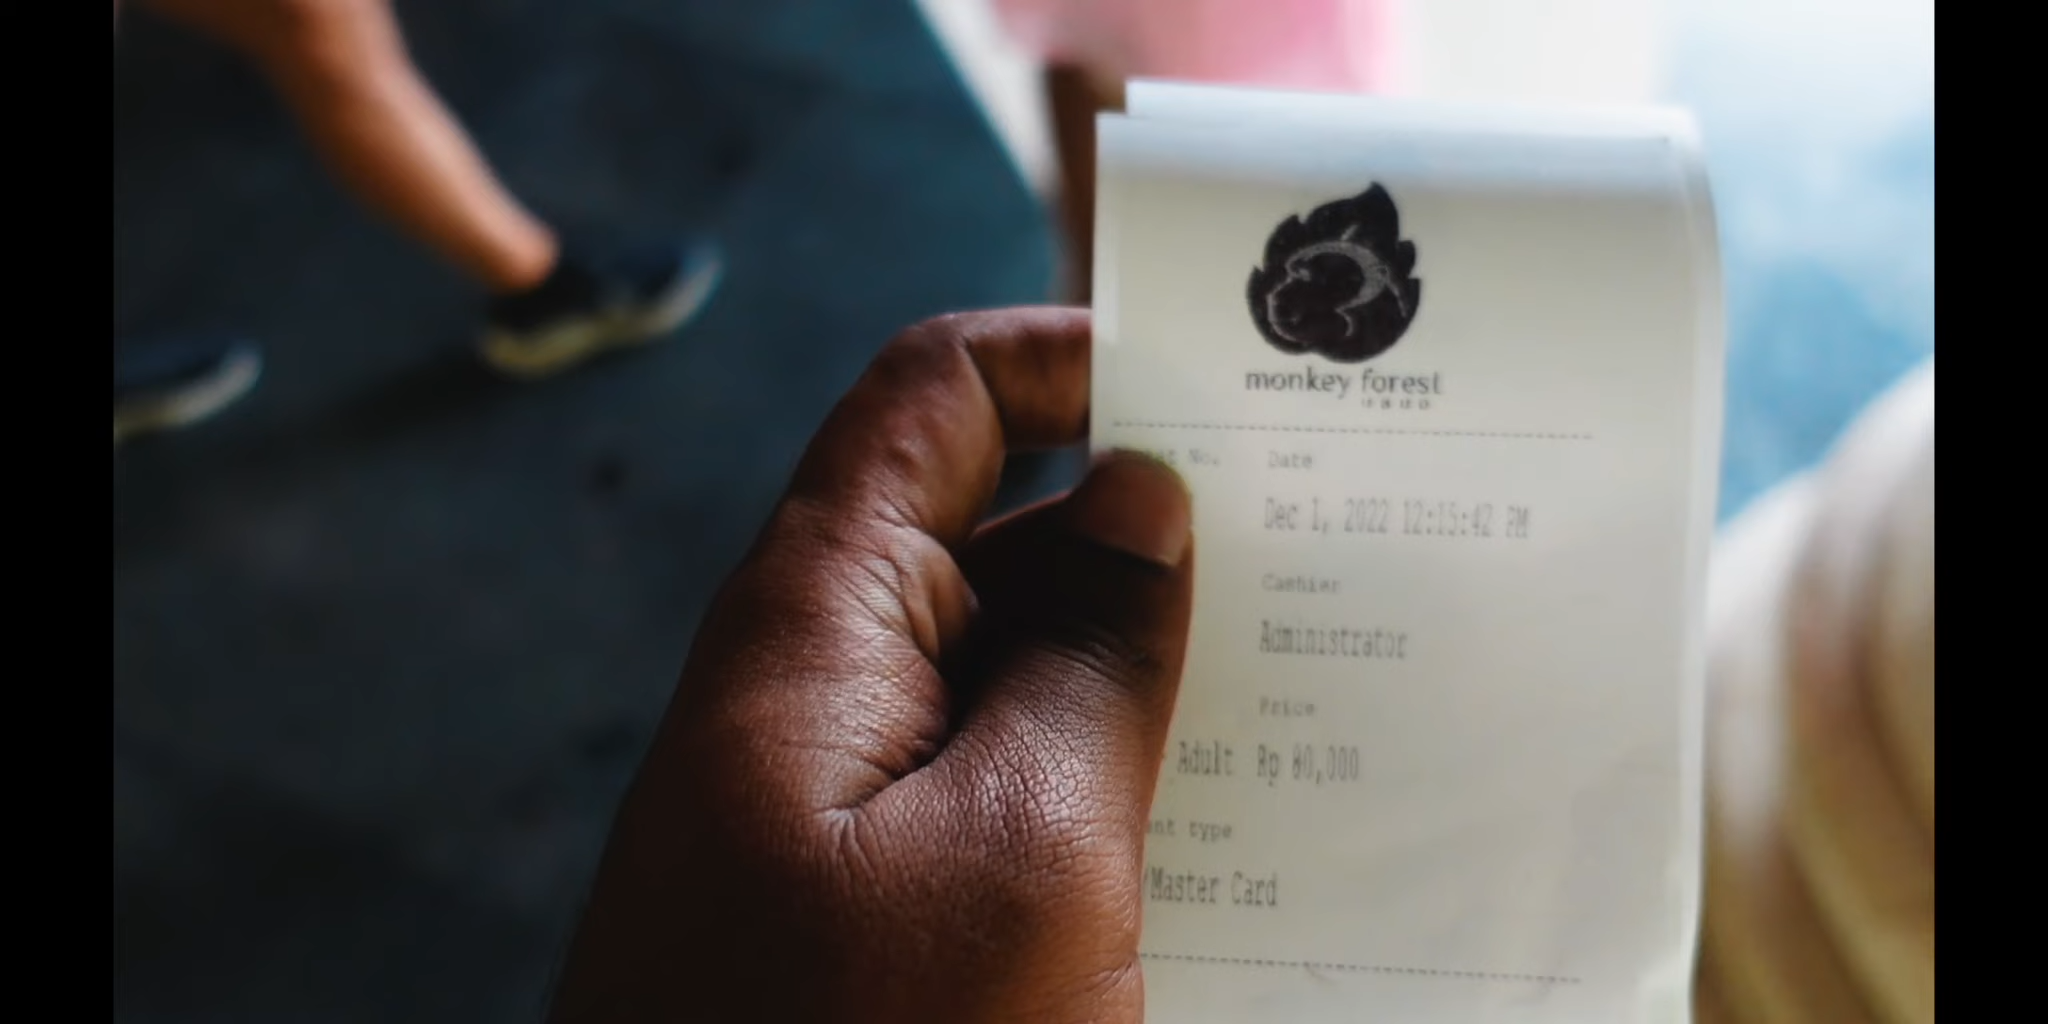 monkey forest
UBUD
No. Date
Dec 1, 2022 12:15:42 PM
Cashier
Administrator
Price
Adult Rp 80,000
type
/Master Card